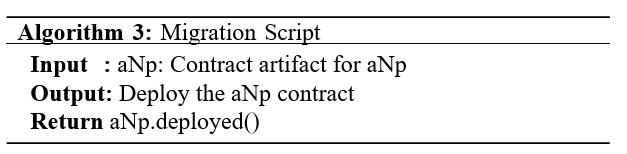 Algorithm 3: Migration Script
Input : aNp: Contract artifact for aNp
Output: Deploy the aNp contract
Return aNp.deployed()